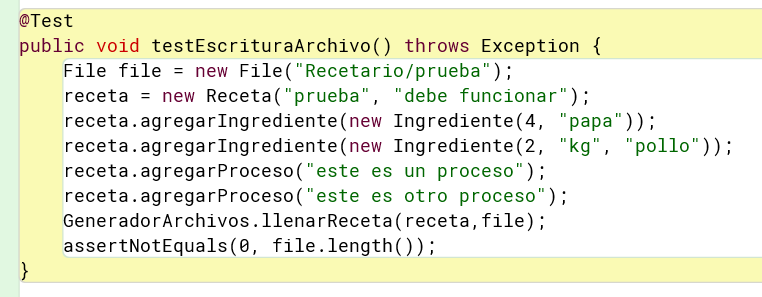 @Test
public void testEscrituraArchivo() throws Exception {
File file = new File("Recetario/prueba");
receta = new Receta("prueba", "debe funcionar");
receta.agregarIngrediente(new Ingrediente(4, "papa"));
receta.agregarIngrediente(new Ingrediente(2, "kg", "pollo"));
receta.agregarProceso("este es un proceso");
receta.agregarProceso("este es otro proceso");
GeneradorArchivos.llenarReceta(receta,file);
assertNotEquals(0, file.length());
}